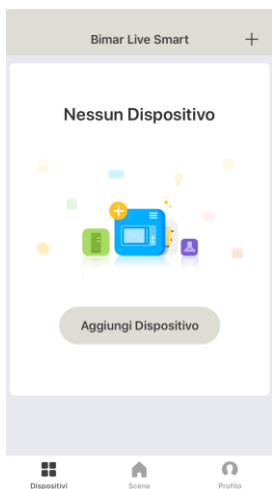 Bimar Live Smart
Nessun Dispositivo
Aggiungi Dispositivo
Dispositivi
Scene
Profilo